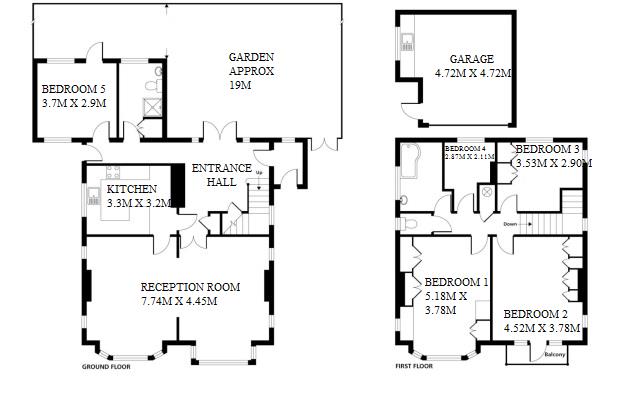 GARDEN
APPROX
19M
BEDROOM 5
3.7M X 2.9M
ENTRANCE
HALL
Up
KITCHEN
3.3M X 3.2M
RECEPTION ROOM
7.74M X 4.45M
GROUND FLOOR
GARAGE
4.72M X 4.72M
BEDROOM 4
2.87M X 2.11M
BEDROOM 3
3.53M X 2.90M
Down
BEDROOM 1
5.18M X
3.78M
BEDROOM 2
4.52M X 3.78M
Balcony
FIRST FLOOR